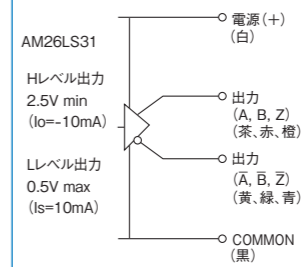 AM26LS31
Hレベル出力
2.5V min
（Io=-10mA）
Lレベル出力
0.5V max
（Is=10mA）
電源（＋）
（白）
出力
（A, B, Z）
（茶、赤、橙）
出力
（A̅, B̅, Z̅）
（黄、緑、青）
COMMON
（黒）